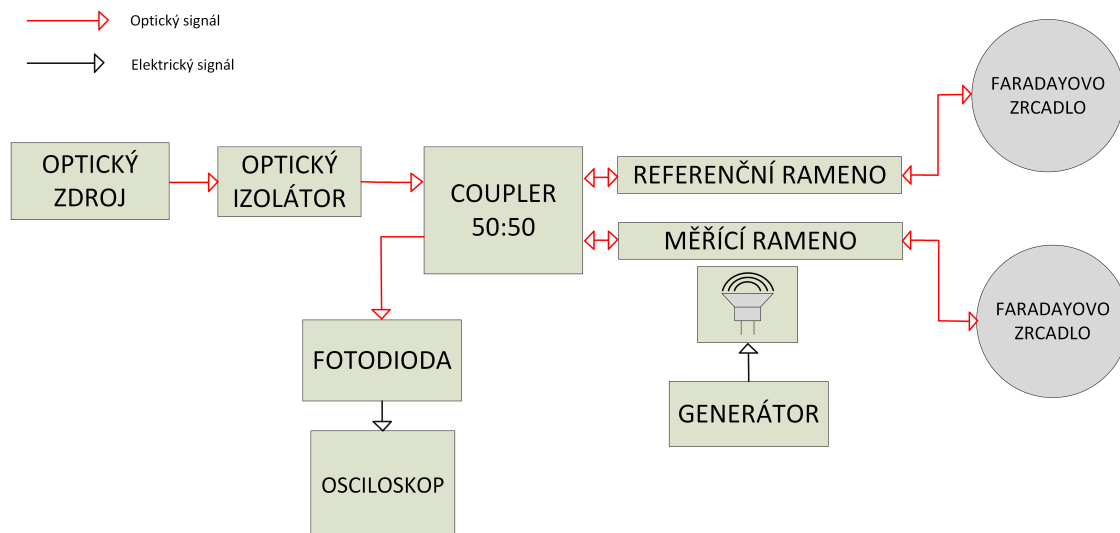 Optický signál
Elektrický signál
FARADAYOVO
ZRCADLO
OPTICKÝ
ZDROJ
OPTICKÝ
IZOLÁTOR
COUPLER
50:50
REFERENČNÍ RAMENO
MĚŘÍCÍ RAMENO
FARADAYOVO
ZRCADLO
FOTODIODA
GENERÁTOR
OSCILOSKOP